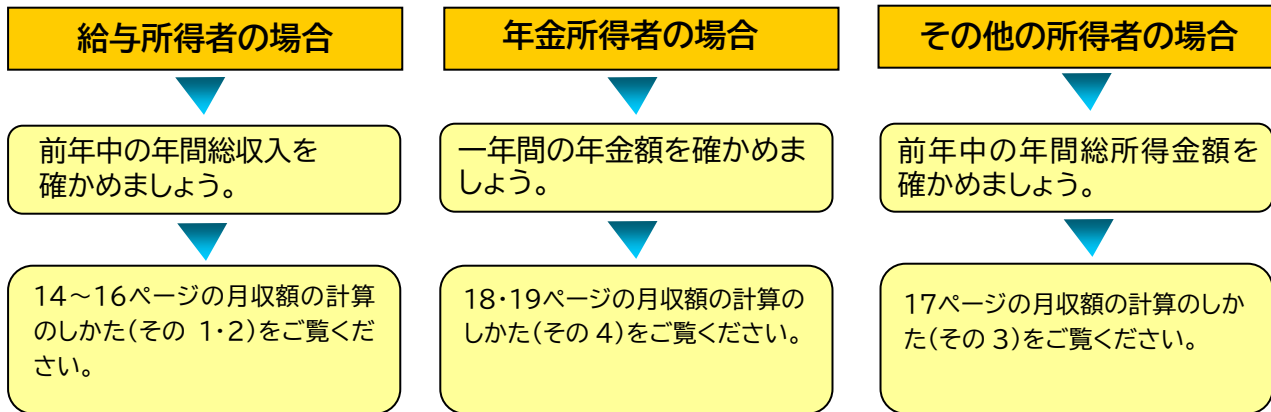 給与所得者の場合
前年中の年間総収入を
確かめましょう。
14～16ページの月収額の計算
のしかた(その 1・2)をご覧くだ
さい。
年金所得者の場合
一年間の年金額を確かめま
しょう。
18・19ページの月収額の計算の
しかた(その 4)をご覧ください。
その他の所得者の場合
前年中の年間総所得金額を
確かめましょう。
17ページの月収額の計算のしか
た(その 3)をご覧ください。